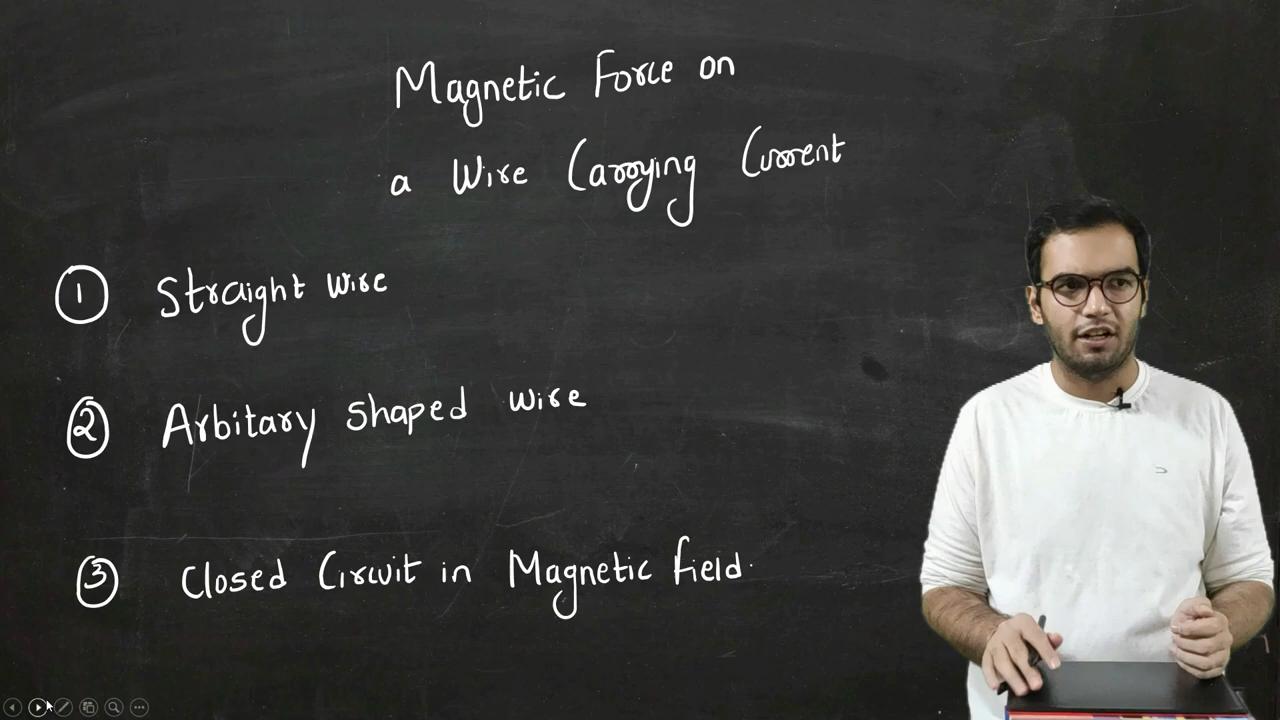 Magnetic Force on
a Wire Carrying Current
1 Straight wire
2 Arbitary shaped wire
3 Closed Circuit in Magnetic field.